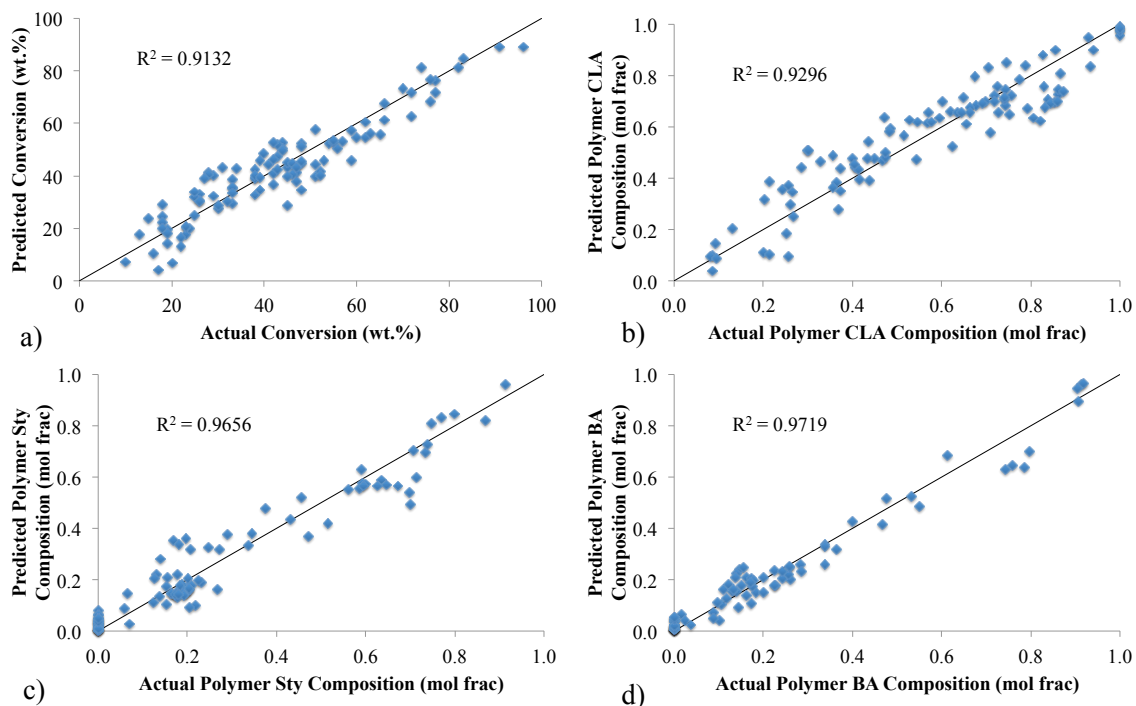 100
80
60
40
20
0
0 20 40 60 80 100
Predicted Conversion (wt.%)
R² = 0.9132
Actual Conversion (wt.%)
a)
1.0
0.8
0.6
0.4
0.2
0.0
0.0 0.2 0.4 0.6 0.8 1.0
Predicted Polymer CLA
Composition (mol frac)
R² = 0.9296
Actual Polymer CLA Composition (mol frac)
b)
1.0
0.8
0.6
0.4
0.2
0.0
0.0 0.2 0.4 0.6 0.8 1.0
Predicted Polymer Sty
Composition (mol frac)
R² = 0.9656
Actual Polymer Sty Composition (mol frac)
c)
1.0
0.8
0.6
0.4
0.2
0.0
0.0 0.2 0.4 0.6 0.8 1.0
Predicted Polymer BA
Composition (mol frac)
R² = 0.9719
Actual Polymer BA Composition (mol frac)
d)